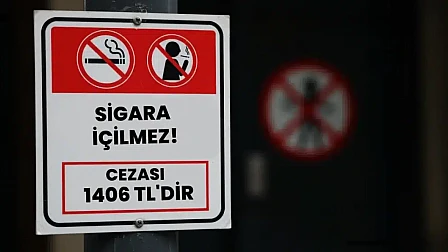 SİGARA
İÇİLMEZ!
CEZASI
1406 TL'DİR